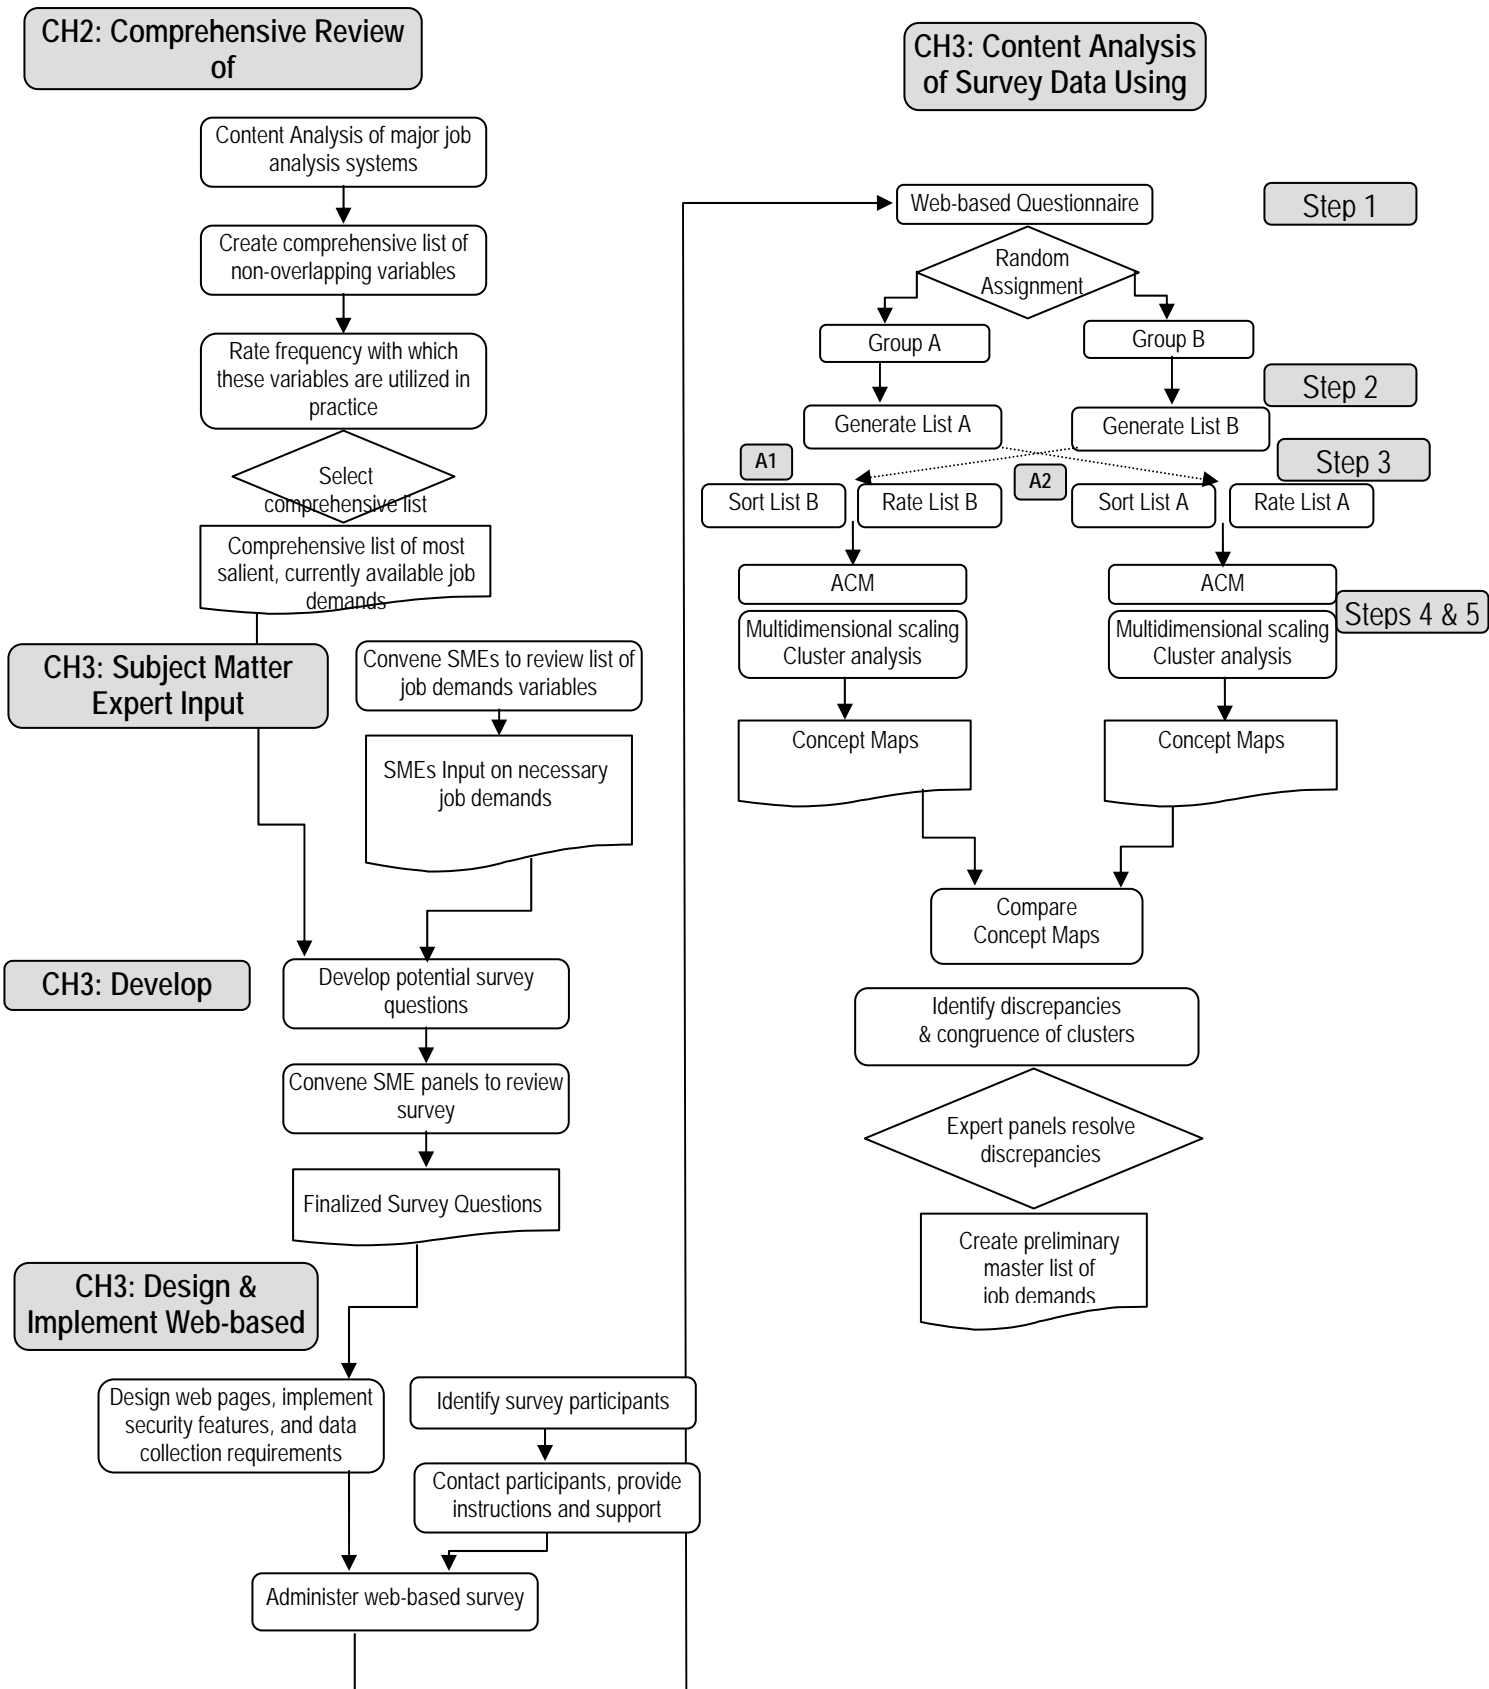 CH2: Comprehensive Review
of
Content Analysis of major job
analysis systems
Create comprehensive list of
non-overlapping variables
Rate frequency with which
these variables are utilized in
practice
Select
comprehensive list
Comprehensive list of most
salient, currently available job
demands
CH3: Subject Matter
Expert Input
Convene SMEs to review list of
job demands variables
SMEs Input on necessary
job demands
CH3: Develop
Develop potential survey
questions
Convene SME panels to review
survey
Finalized Survey Questions
CH3: Design &
Implement Web-based
Design web pages, implement
security features, and data
collection requirements
Identify survey participants
Contact participants, provide
instructions and support
Administer web-based survey
CH3: Content Analysis
of Survey Data Using
Web-based Questionnaire
Step 1
Random
Assignment
Group A
Group B
Step 2
Generate List A
Generate List B
Step 3
A1
A2
Sort List B
Rate List B
Sort List A
Rate List A
ACM
ACM
Steps 4 & 5
Multidimensional scaling
Cluster analysis
Multidimensional scaling
Cluster analysis
Concept Maps
Concept Maps
Compare
Concept Maps
Identify discrepancies
& congruence of clusters
Expert panels resolve
discrepancies
Create preliminary
master list of
job demands